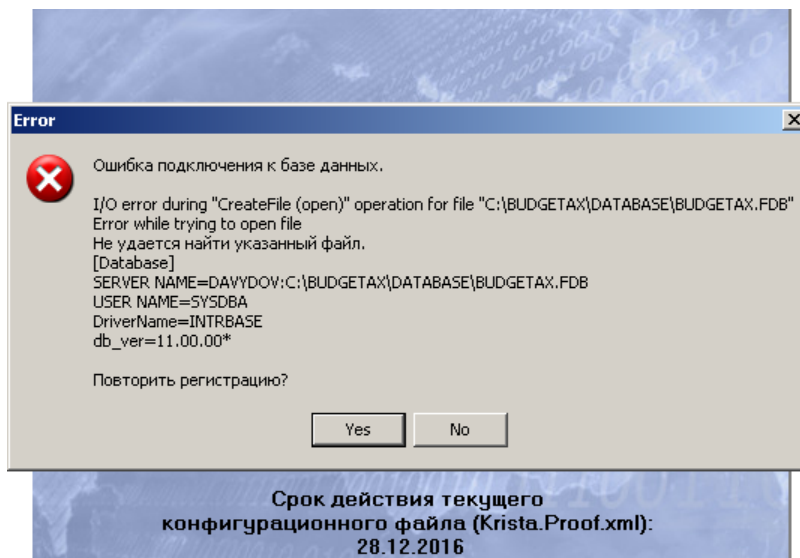 Error
Ошибка подключения к базе данных.
I/O error during "CreateFile (open)" operation for file "C:\BUDGETAX\DATABASE\BUDGETAX.FDB"
Error while trying to open file
Не удается найти указанный файл.
[Database]
SERVER NAME=DAVYDOV:C:\BUDGETAX\DATABASE\BUDGETAX.FDB
USER NAME=SYSDBA
DriverName=INTRBASE
db_ver=11.00.00*
Повторить регистрацию?
Yes
No
Срок действия текущего
конфигурационного файла (Krista.Proof.xml):
28.12.2016